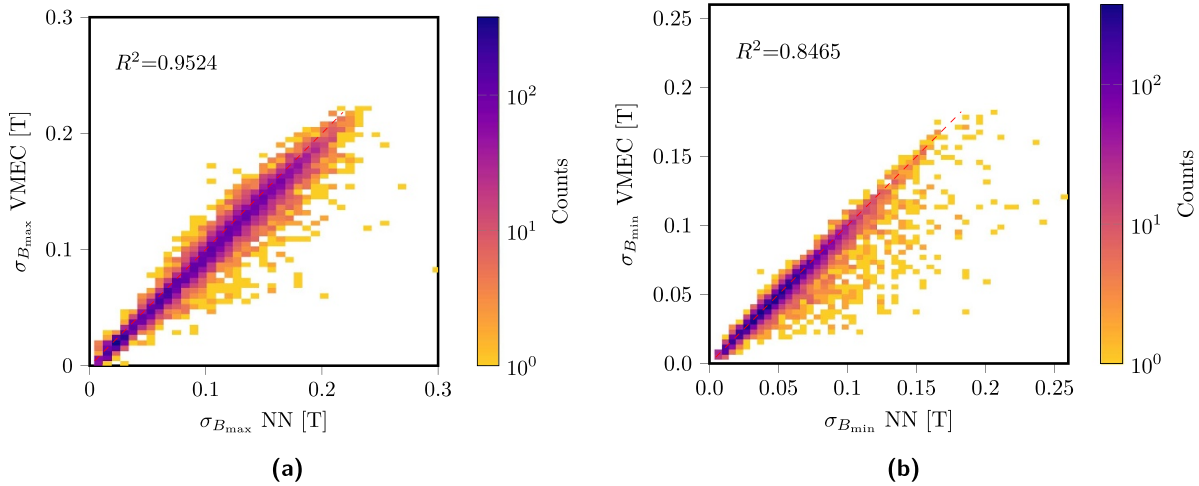 0.3
0.2
0.1
0
σ_{B_max} VMEC [T]
R²=0.9524
0 0.1 0.2 0.3
σ_{B_max} NN [T]
10²
10¹
10⁰
Counts
(a)
0.25
0.2
0.15
0.10
0.05
0.0
σ_{B_min} VMEC [T]
R²=0.8465
0.0 0.05 0.1 0.15 0.2 0.25
σ_{B_min} NN [T]
10²
10¹
10⁰
Counts
(b)